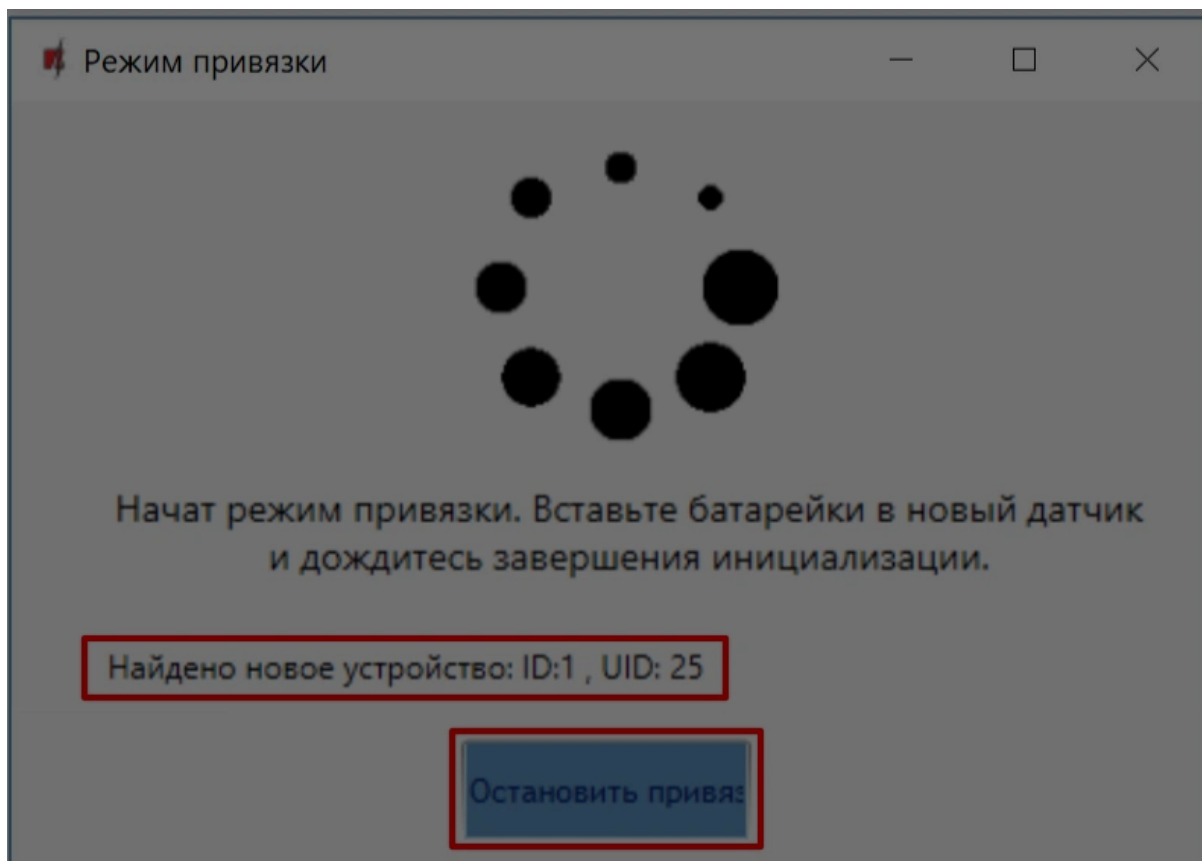 Режим привязки
Начат режим привязки. Вставьте батарейки в новый датчик
и дождитесь завершения инициализации.
Найдено новое устройство: ID:1 , UID: 25
Остановить привяз